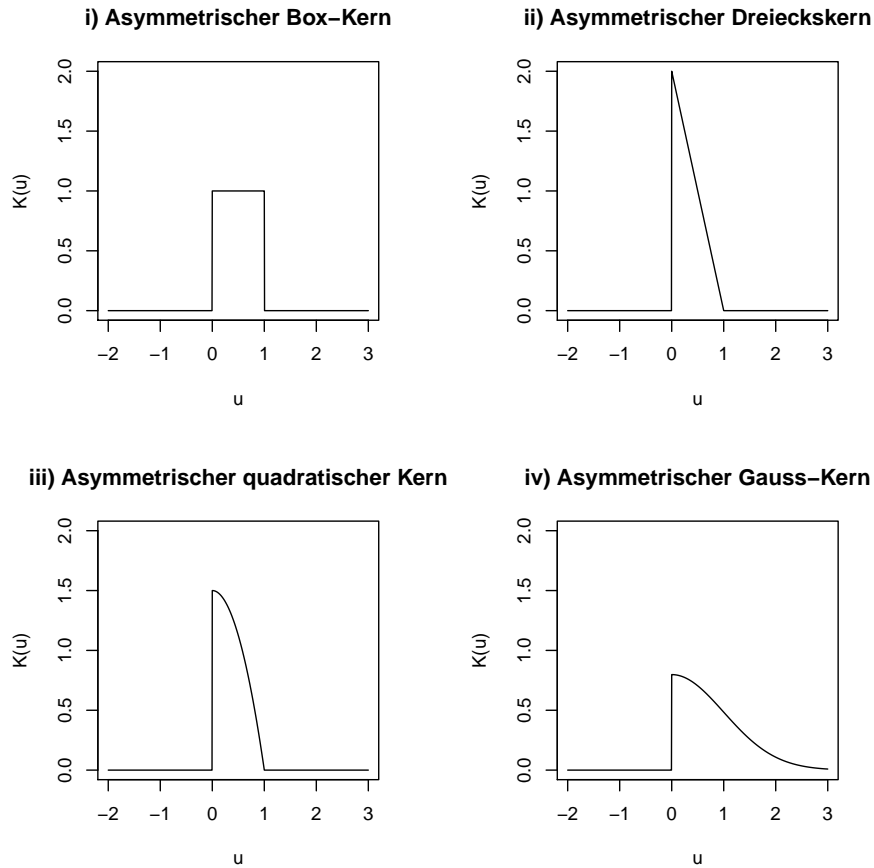 i) Asymmetrischer Box−Kern
K(u)
2.0
1.5
1.0
0.5
0.0
−2 −1 0 1 2 3
u
ii) Asymmetrischer Dreieckskern
K(u)
2.0
1.5
1.0
0.5
0.0
−2 −1 0 1 2 3
u
iii) Asymmetrischer quadratischer Kern
K(u)
2.0
1.5
1.0
0.5
0.0
−2 −1 0 1 2 3
u
iv) Asymmetrischer Gauss−Kern
K(u)
2.0
1.5
1.0
0.5
0.0
−2 −1 0 1 2 3
u